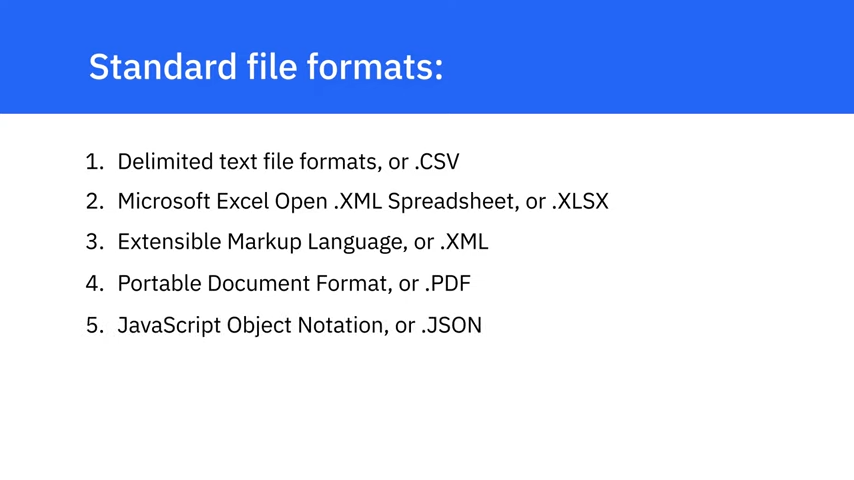 Standard file formats:
1. Delimited text file formats, or .CSV
2. Microsoft Excel Open .XML Spreadsheet, or .XLSX
3. Extensible Markup Language, or .XML
4. Portable Document Format, or .PDF
5. JavaScript Object Notation, or .JSON